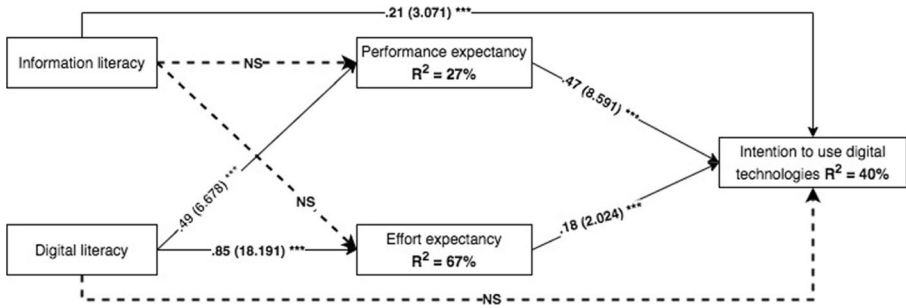 .21 (3.071) ***
Information literacy
NS
Performance expectancy
R² = 27%
.47 (8.591) ***
Intention to use digital
technologies R² = 40%
.49 (6.678) ***
NS
.18 (2.024) ***
Digital literacy
.85 (18.191) ***
Effort expectancy
R² = 67%
NS